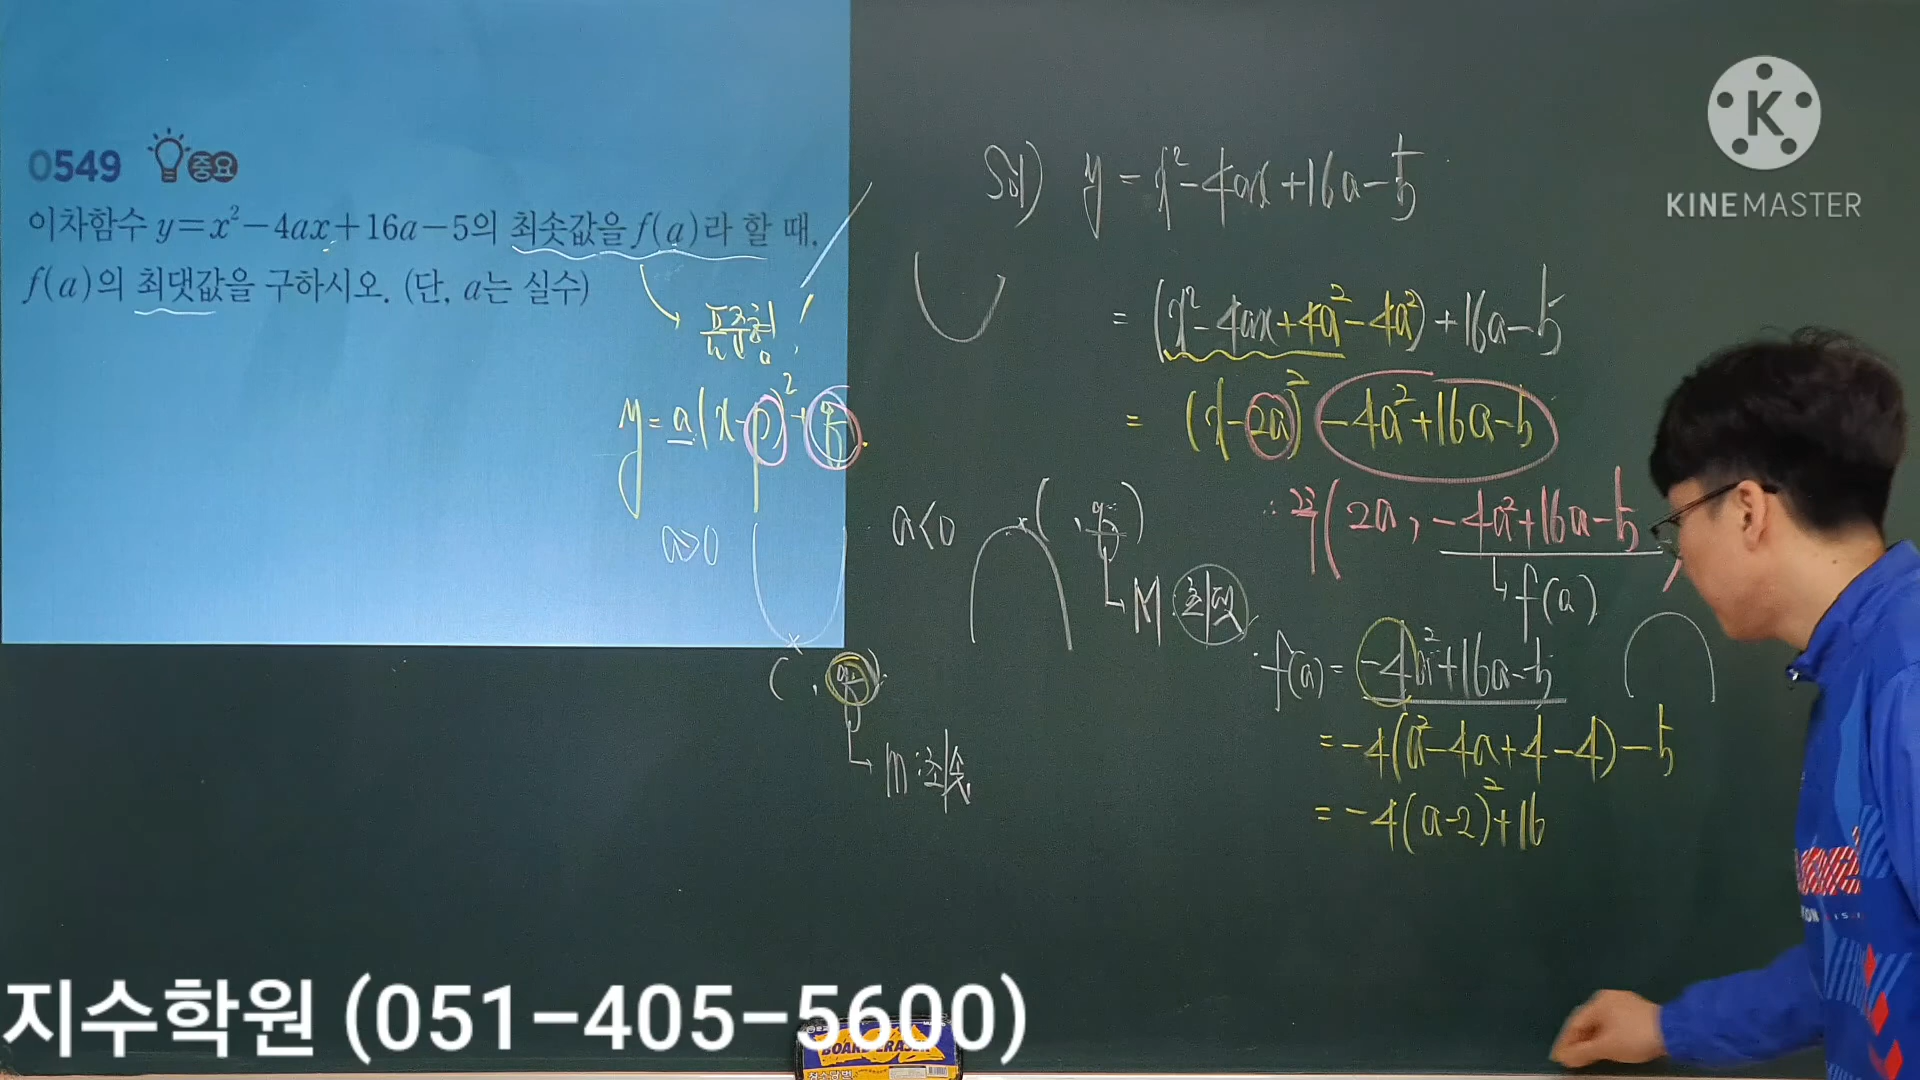 0549 중요
이차함수 y=x²-4ax+16a-5의 최솟값을 f(a)라 할 때,
f(a)의 최댓값을 구하시오. (단, a는 실수)
표준형
y=a(x-p)²+q.
a>0
( , q)
m:최솟
a<0
( , q)
M 최댓
Sol) y=x²-4ax+16a-5
= (x²-4ax+4a²-4a²)+16a-5
= (x-2a)²-4a²+16a-5
∴ 꼭 (2a, -4a²+16a-5)
f(a)
f(a)=-4a²+16a-5
=-4(a²-4a+4-4)-5
=-4(a-2)²+16
K
KINEMASTER
지수학원 (051-405-5600)
BOARD ERASER